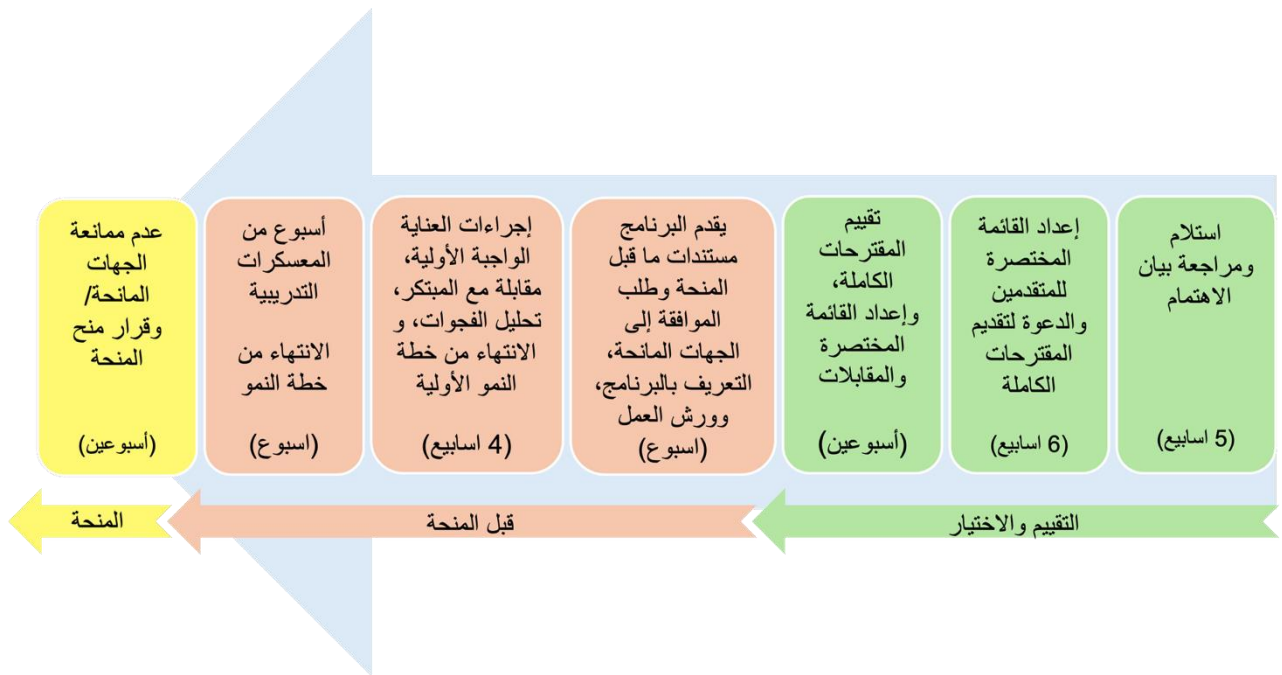 استلام
ومراجعة بيان
الاهتمام
(5 اسابيع)
إعداد القائمة
المختصرة
للمتقدمين
والدعوة لتقديم
المقترحات
الكاملة
(6 اسابيع)
تقييم
المقترحات
الكاملة،
وإعداد القائمة
المختصرة
والمقابلات
(أسبوعين)
يقدم البرنامج
مستندات ما قبل
المنحة وطلب
الموافقة إلى
الجهات المانحة،
التعريف بالبرنامج،
وورش العمل
(اسبوع)
إجراءات العناية
الواجبة الأولية،
مقابلة مع المبتكر،
تحليل الفجوات، و
الانتهاء من خطة
النمو الأولية
(4 اسابيع)
أسبوع من
المعسكرات
التدريبية
الانتهاء من
خطة النمو
(اسبوع)
عدم ممانعة
الجهات
المانحة/
وقرار منح
المنحة
(أسبوعين)
التقييم والاختيار
قبل المنحة
المنحة